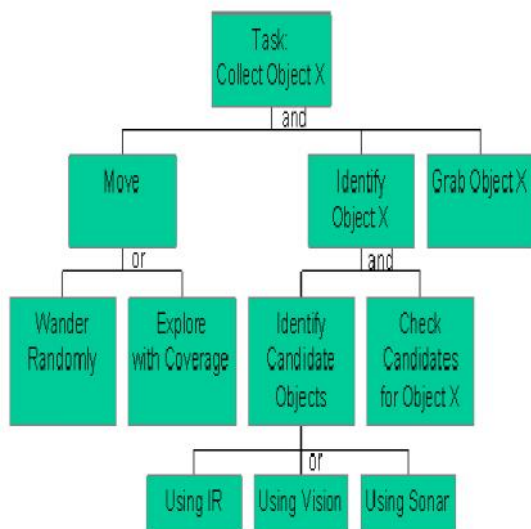 Task:
Collect Object X
and
Move
Identify
Object X
Grab Object X
or
and
Wander
Randomly
Explore
with Coverage
Identify
Candidate
Objects
Check
Candidates
for Object X
or
Using IR
Using Vision
Using Sonar